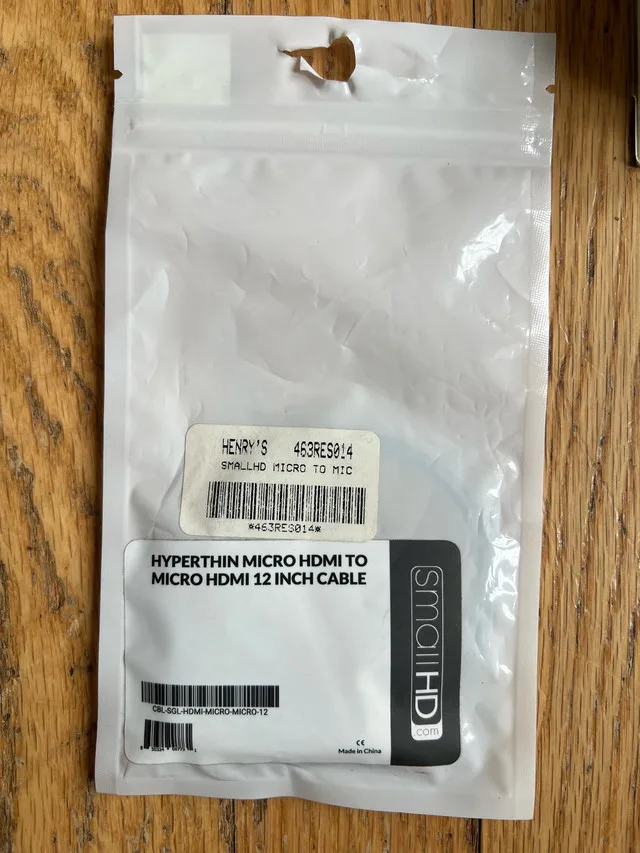 HENRY'S 463RES014
SMALLHD MICRO TO MIC
*463RES014*
HYPERTHIN MICRO HDMI TO
MICRO HDMI 12 INCH CABLE
smallHD
.com
CBL-SGL-HDMI-MICRO-MICRO-12
CE
Made in China